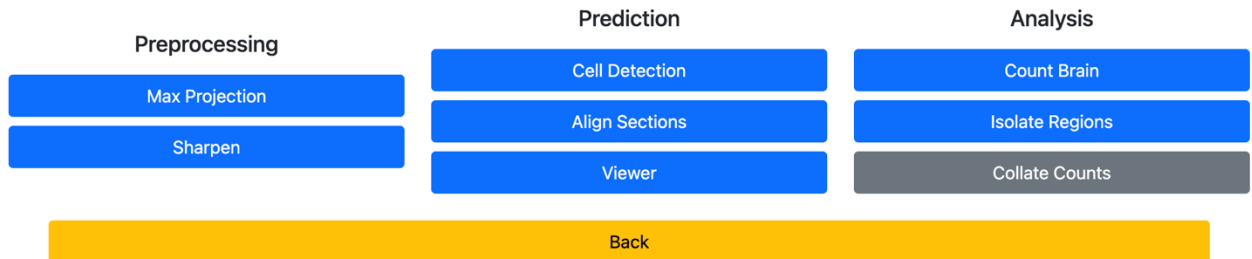 Preprocessing
Max Projection
Sharpen
Prediction
Cell Detection
Align Sections
Viewer
Analysis
Count Brain
Isolate Regions
Collate Counts
Back